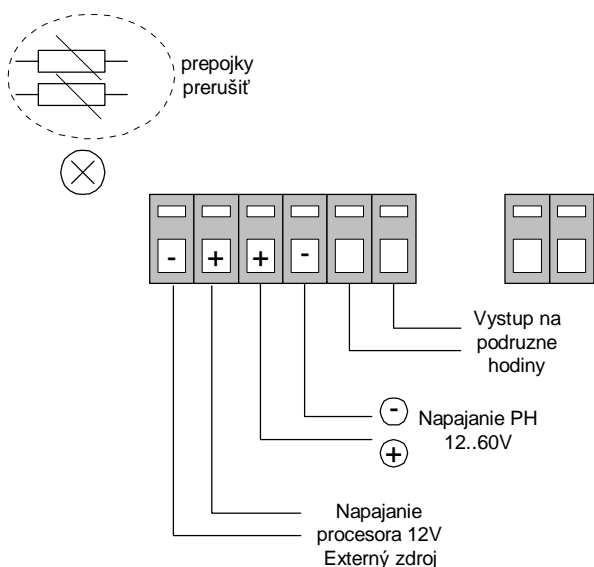 prepojky
prerušiť
- + + -
Vystup na
podruzne
hodiny
- Napajanie PH
+ 12..60V
Napajanie
procesora 12V
Externý zdroj